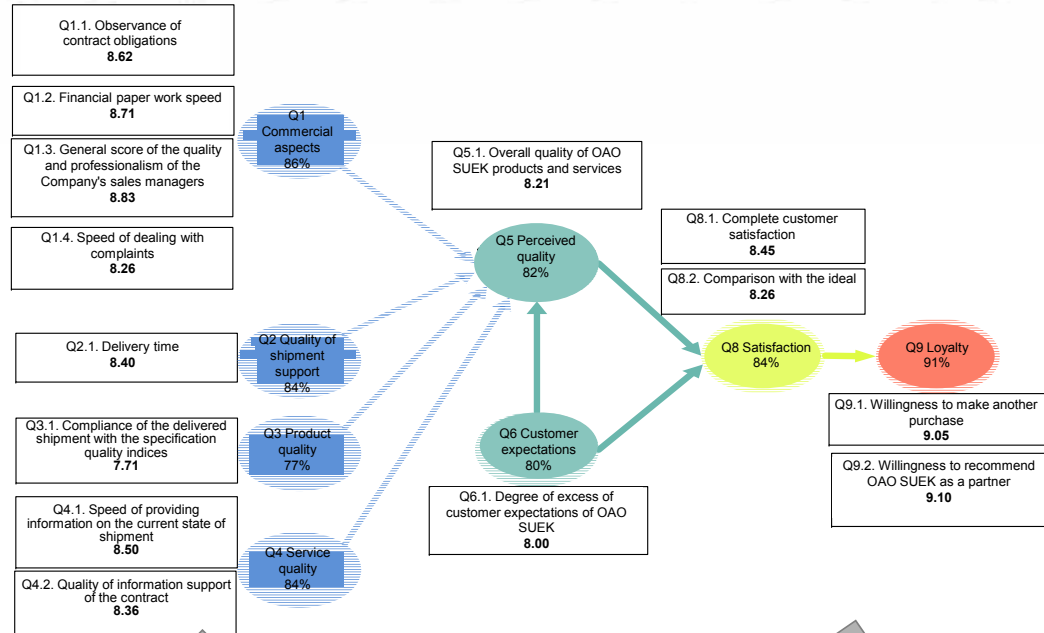 Q1.1. Observance of
contract obligations
8.62
Q1.2. Financial paper work speed
8.71
Q1.3. General score of the quality
and professionalism of the
Company's sales managers
8.83
Q1.4. Speed of dealing with
complaints
8.26
Q1
Commercial
aspects
86%
Q2.1. Delivery time
8.40
Q2 Quality of
shipment
support
84%
Q3.1. Compliance of the delivered
shipment with the specification
quality indices
7.71
Q3 Product
quality
77%
Q4.1. Speed of providing
information on the current state of
shipment
8.50
Q4.2. Quality of information support
of the contract
8.36
Q4 Service
quality
84%
Q5.1. Overall quality of OAO
SUEK products and services
8.21
Q5 Perceived
quality
82%
Q6 Customer
expectations
80%
Q6.1. Degree of excess of
customer expectations of OAO
SUEK
8.00
Q8.1. Complete customer
satisfaction
8.45
Q8.2. Comparison with the ideal
8.26
Q8 Satisfaction
84%
Q9 Loyalty
91%
Q9.1. Willingness to make another
purchase
9.05
Q9.2. Willingness to recommend
OAO SUEK as a partner
9.10